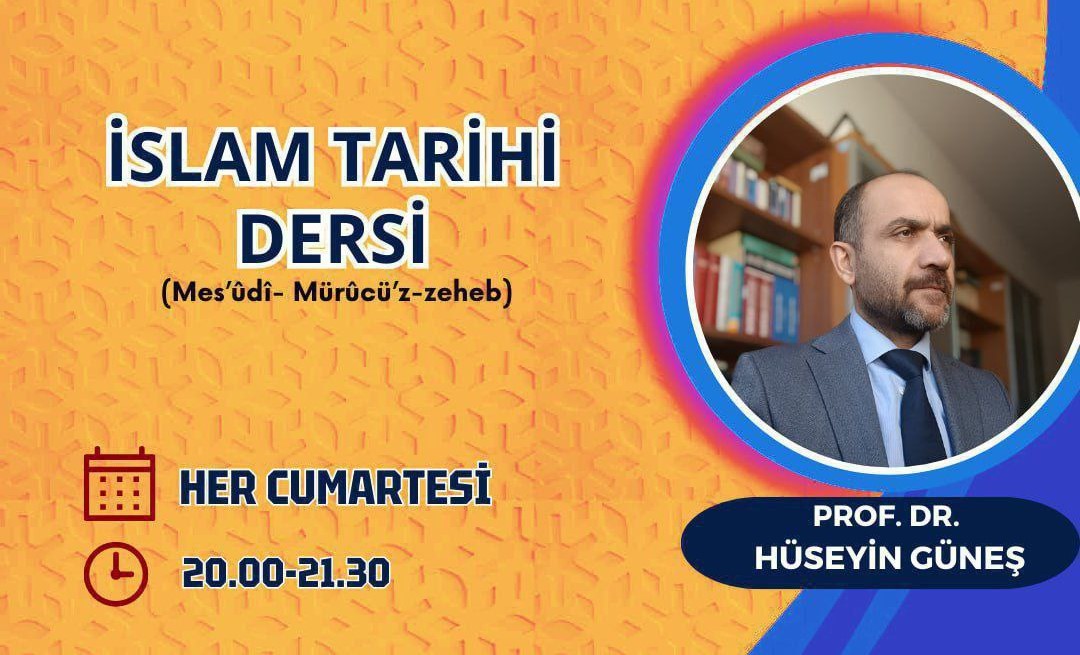 İSLAM TARİHİ
DERSİ
(Mes'ûdî- Mürûcü'z-zeheb)
HER CUMARTESİ
20.00-21.30
PROF. DR.
HÜSEYİN GÜNEŞ